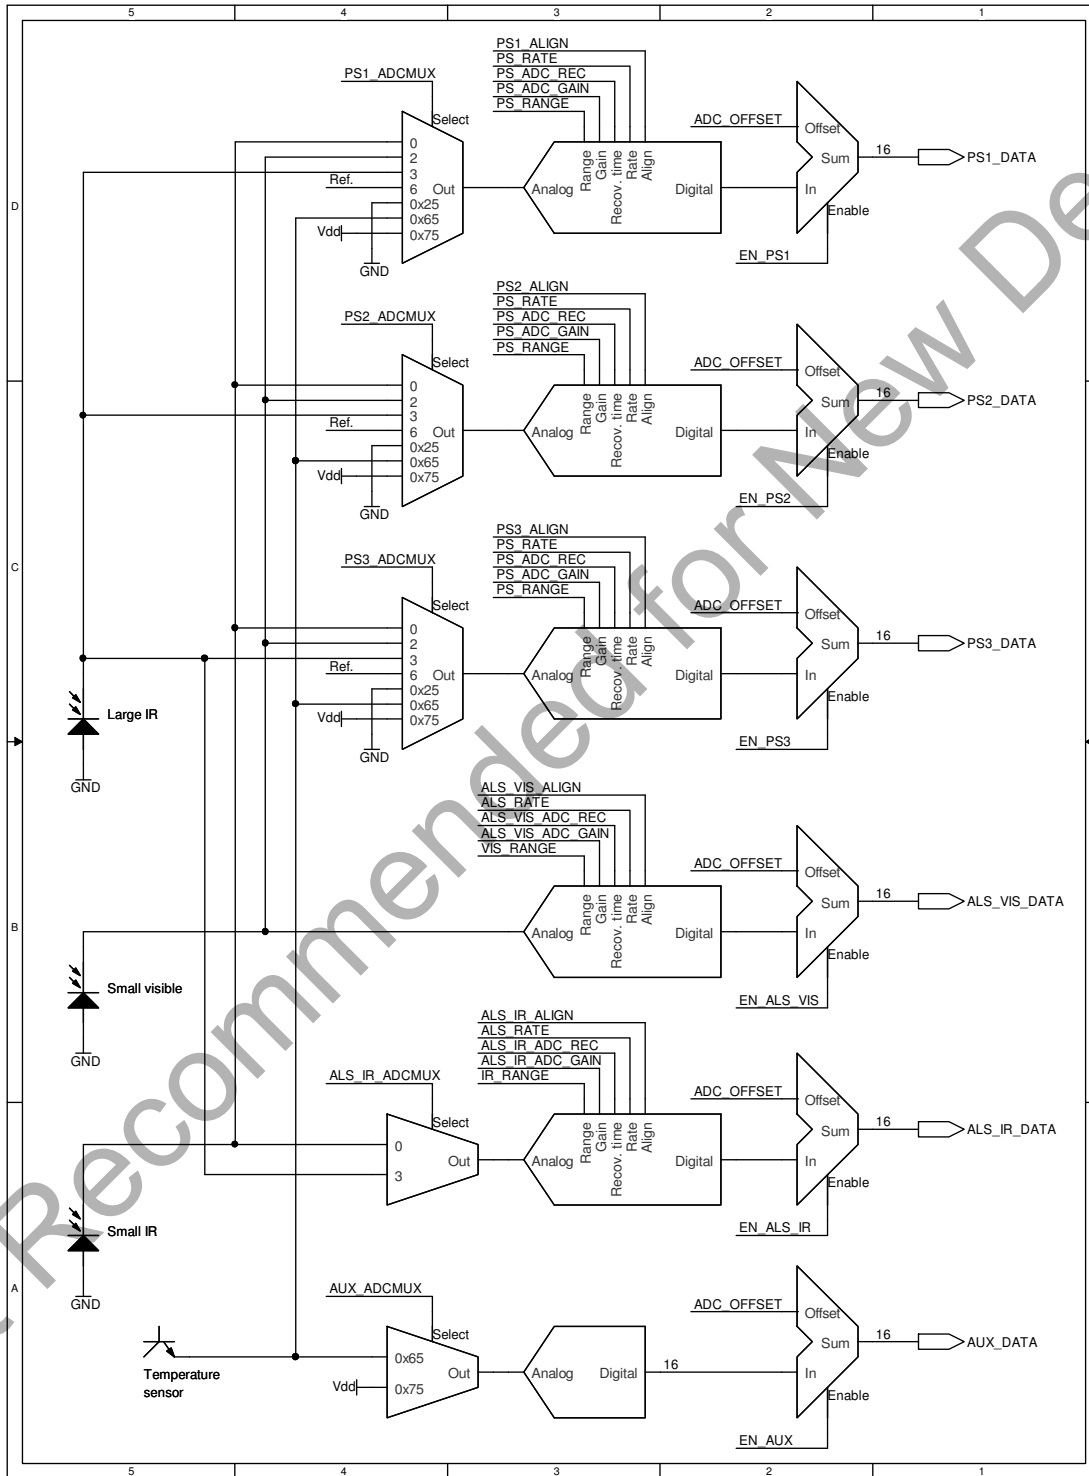 5 4 3 2 1
PS1_ALIGN
PS_RATE
PS_ADC_REC
PS_ADC_GAIN
PS_RANGE
PS1_ADCMUX
Select
0
2
3
6
0x25
0x65
0x75
Out
Ref.
Vdd
GND
Analog
Range
Gain
Recov. time
Rate
Align
Digital
ADC_OFFSET
Offset
Sum
In
Enable
EN_PS1
16
PS1_DATA
D
PS2_ALIGN
PS_RATE
PS_ADC_REC
PS_ADC_GAIN
PS_RANGE
PS2_ADCMUX
Select
0
2
3
6
0x25
0x65
0x75
Out
Ref.
Vdd
GND
Analog
Range
Gain
Recov. time
Rate
Align
Digital
ADC_OFFSET
Offset
Sum
In
Enable
EN_PS2
16
PS2_DATA
C
PS3_ALIGN
PS_RATE
PS_ADC_REC
PS_ADC_GAIN
PS_RANGE
PS3_ADCMUX
Select
0
2
3
6
0x25
0x65
0x75
Out
Ref.
Vdd
GND
Analog
Range
Gain
Recov. time
Rate
Align
Digital
ADC_OFFSET
Offset
Sum
In
Enable
EN_PS3
16
PS3_DATA
Large IR
GND
ALS_VIS_ALIGN
ALS_RATE
ALS_VIS_ADC_REC
ALS_VIS_ADC_GAIN
VIS_RANGE
Analog
Range
Gain
Recov. time
Rate
Align
Digital
ADC_OFFSET
Offset
Sum
In
Enable
EN_ALS_VIS
16
ALS_VIS_DATA
B
Small visible
GND
ALS_IR_ALIGN
ALS_RATE
ALS_IR_ADC_REC
ALS_IR_ADC_GAIN
IR_RANGE
ALS_IR_ADCMUX
Select
0
3
Out
Analog
Range
Gain
Recov. time
Rate
Align
Digital
ADC_OFFSET
Offset
Sum
In
Enable
EN_ALS_IR
16
ALS_IR_DATA
Small IR
GND
A
AUX_ADCMUX
Select
0x65
0x75
Out
Vdd
Temperature
sensor
Analog
Digital
16
ADC_OFFSET
Offset
Sum
In
Enable
EN_AUX
16
AUX_DATA
5 4 3 2 1
Recommended for New De